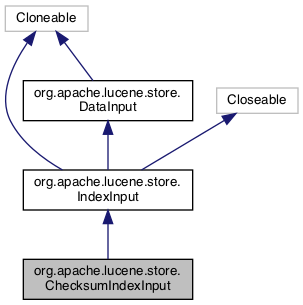 Cloneable
org.apache.lucene.store.
DataInput
Closeable
org.apache.lucene.store.
IndexInput
org.apache.lucene.store.
ChecksumIndexInput